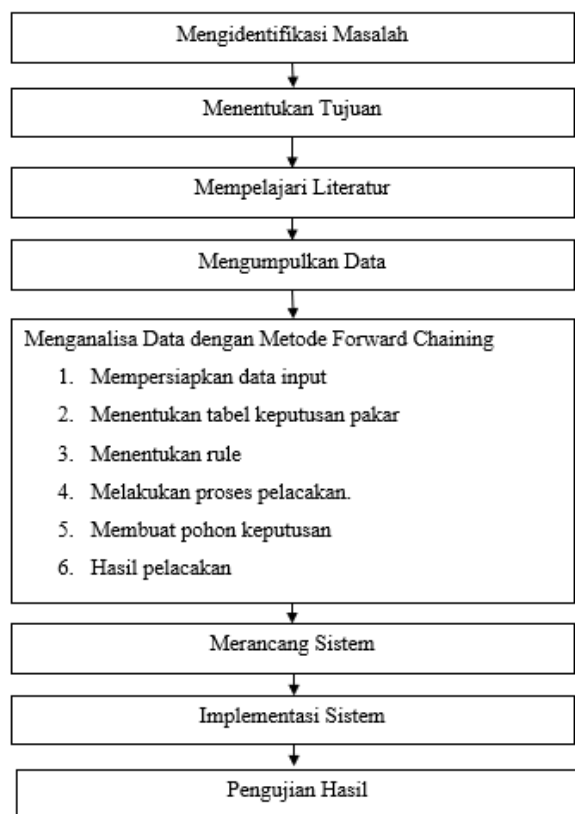 Mengidentifikasi Masalah
Menentukan Tujuan
Mempelajari Literatur
Mengumpulkan Data
Menganalisa Data dengan Metode Forward Chaining
1. Mempersiapkan data input
2. Menentukan tabel keputusan pakar
3. Menentukan rule
4. Melakukan proses pelacakan.
5. Membuat pohon keputusan
6. Hasil pelacakan
Merancang Sistem
Implementasi Sistem
Pengujian Hasil